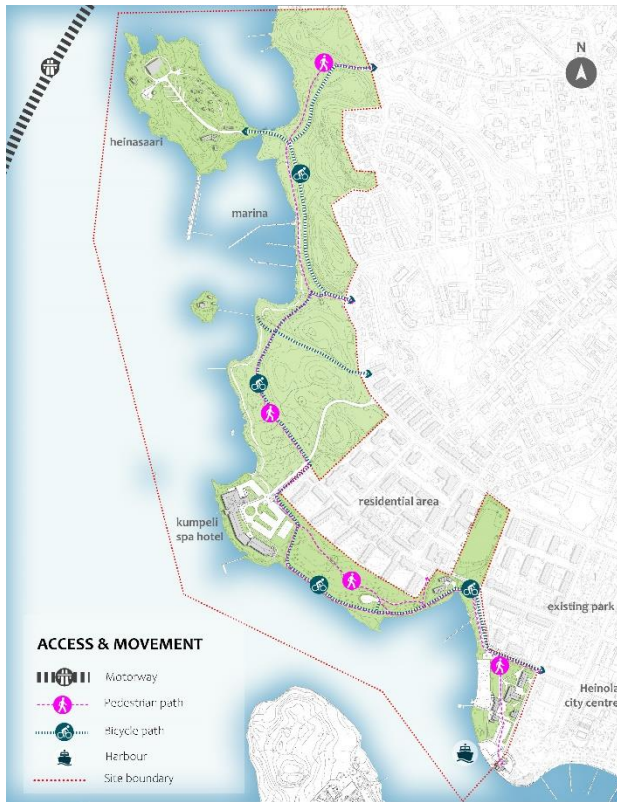 N
heinasaari
marina
residential area
kumpeli
spa hotel
existing park
Heinola
city centre
ACCESS & MOVEMENT
Motorway
Pedestrian path
Bicycle path
Harbour
Site boundary